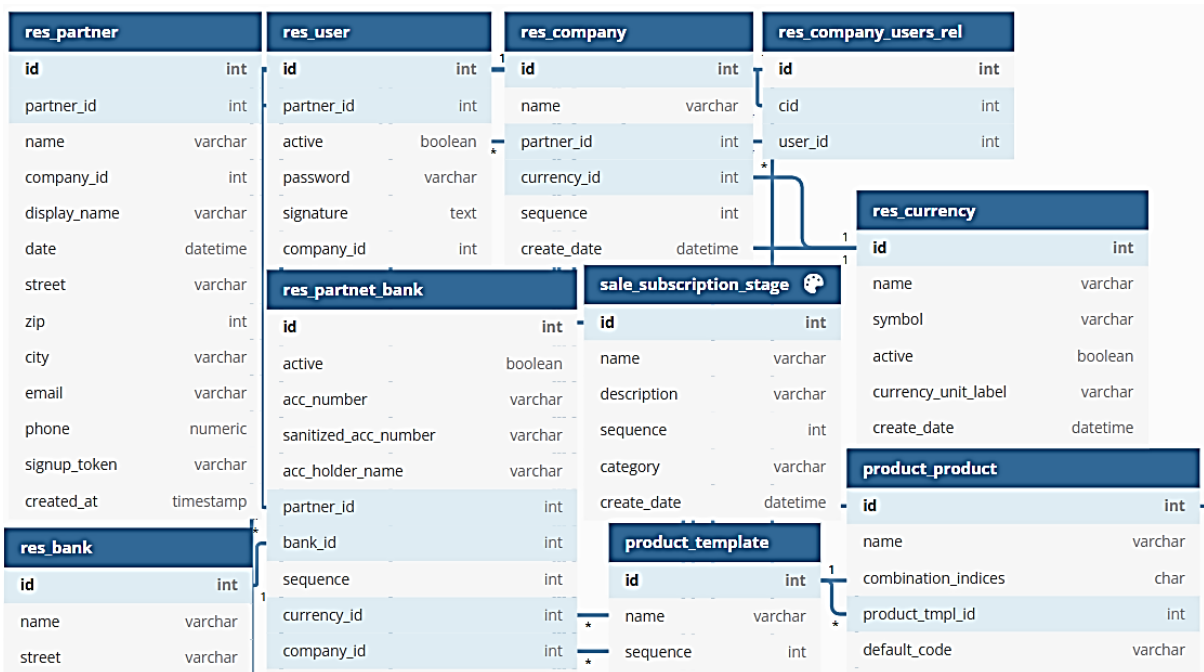 res_partner
id int
partner_id int
name varchar
company_id int
display_name varchar
date datetime
street varchar
zip int
city varchar
email varchar
phone numeric
signup_token varchar
created_at timestamp
res_user
id int
partner_id int
active boolean
password varchar
signature text
company_id int
res_company
1
id int
name varchar
partner_id int
*
currency_id int
sequence int
create_date datetime
res_company_users_rel
id int
cid int
user_id int
*
res_currency
1
id int
1
name varchar
symbol varchar
active boolean
currency_unit_label varchar
create_date datetime
res_partnet_bank
id int
active boolean
acc_number varchar
sanitized_acc_number varchar
acc_holder_name varchar
partner_id int
*
bank_id int
sequence int
1
currency_id int
*
company_id int
*
sale_subscription_stage
id int
name varchar
description varchar
sequence int
category varchar
create_date datetime
res_bank
id int
name varchar
street varchar
product_template
id int
1
name varchar
*
sequence int
product_product
id int
name varchar
combination_indices char
product_tmpl_id int
default_code varchar